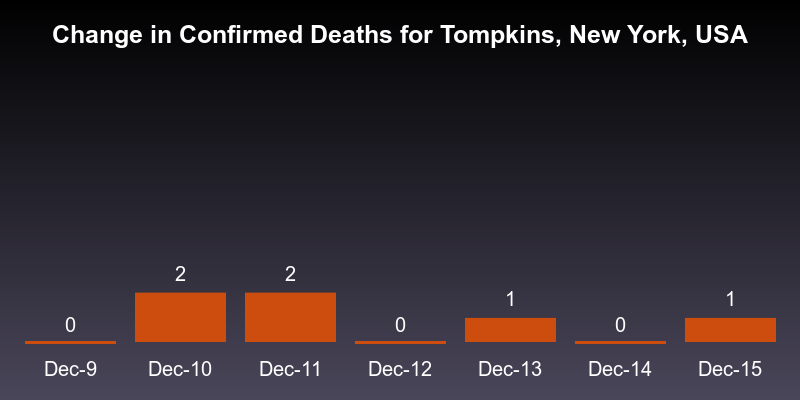 Change in Confirmed Deaths for Tompkins, New York, USA
0 2 2 0 1 0 1
Dec-9 Dec-10 Dec-11 Dec-12 Dec-13 Dec-14 Dec-15